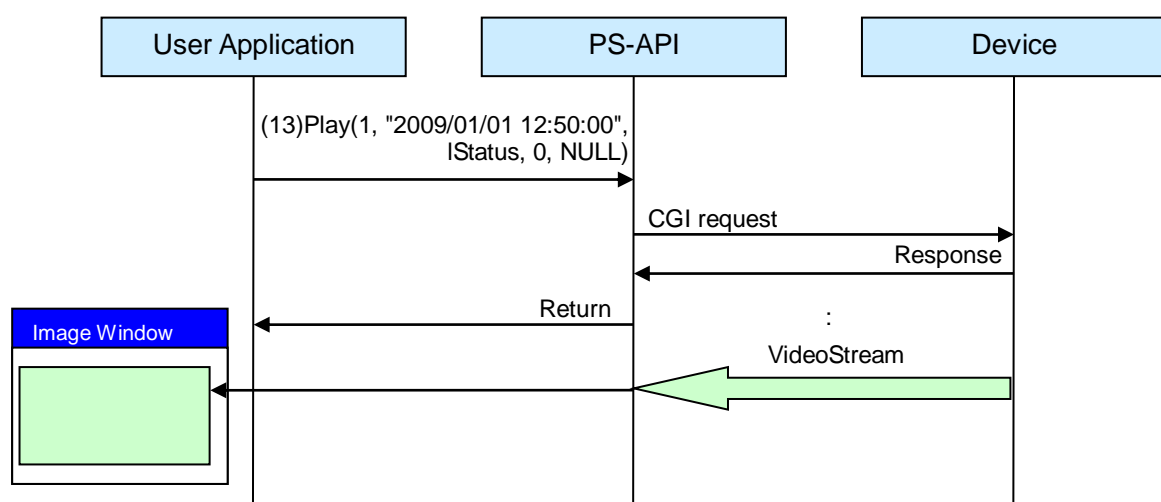 User Application
PS-API
Device
(13)Play(1, "2009/01/01 12:50:00",
lStatus, 0, NULL)
CGI request
Response
Return
:
Image Window
VideoStream